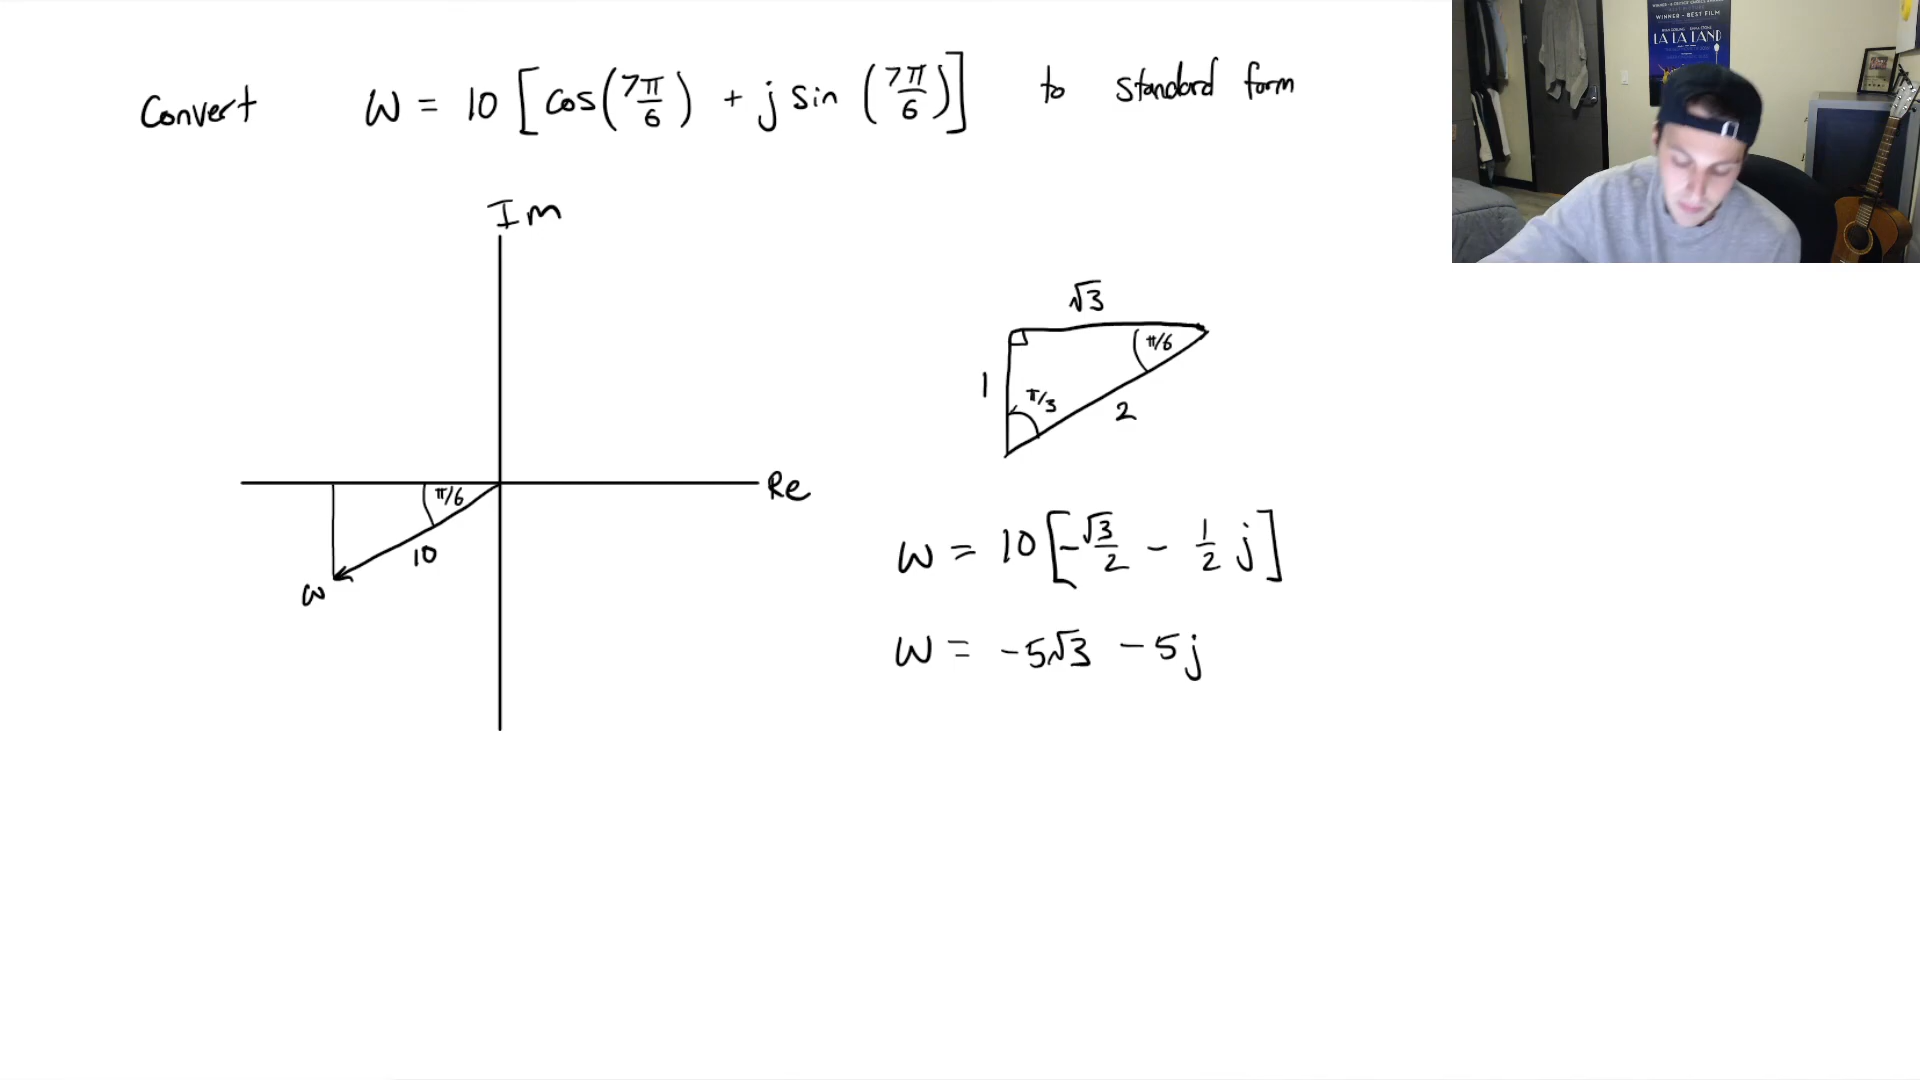 Convert w = 10 [cos(7π/6) + j sin (7π/6)] to standard form
Im
√3
π/6
1
π/3
2
Re
π/6
10
w
w = 10 [-√3/2 - 1/2 j]
w = -5√3 - 5j
WINNER - BEST FILM
LA LA LAND